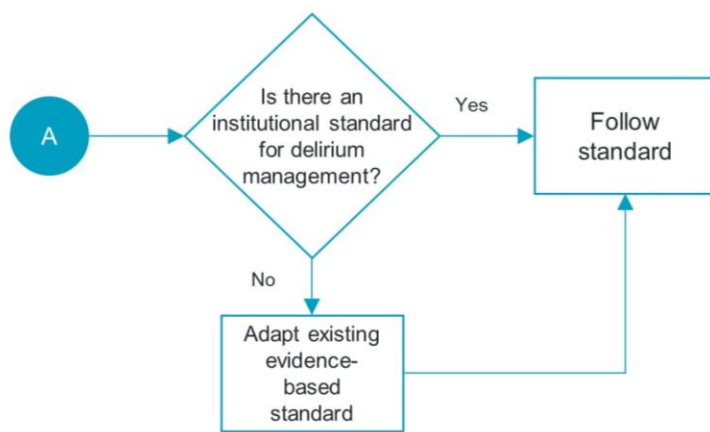 A
Is there an
institutional standard
for delirium
management?
Yes
Follow
standard
No
Adapt existing
evidence-
based
standard